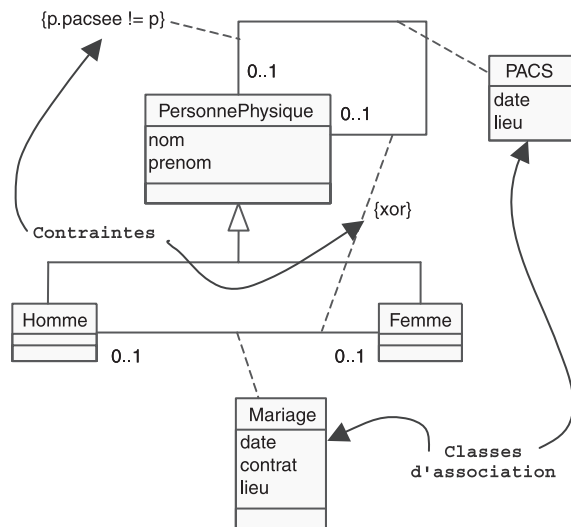 {p.pacsee != p}
0..1
PACS
date
lieu
PersonnePhysique
0..1
nom
prenom
{xor}
Contraintes
Homme
Femme
0..1
0..1
Mariage
date
contrat
lieu
Classes
d'association